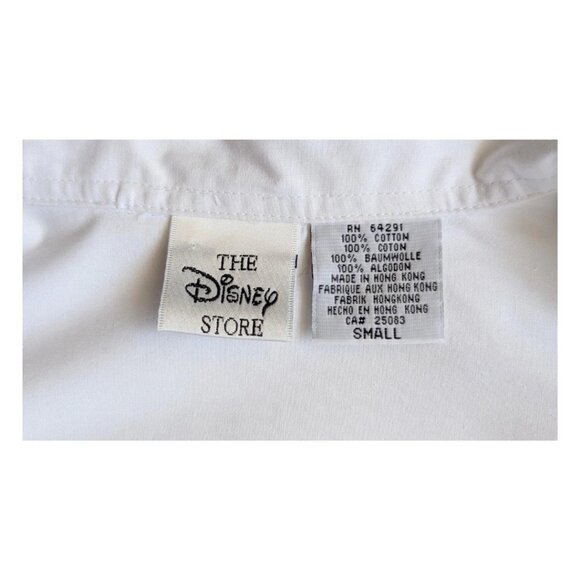 THE
Disney
STORE
RN 64291
100% COTTON
100% COTON
100% BAUMWOLLE
100% ALGODON
MADE IN HONG KONG
FABRIQUE AUX HONG KONG
FABRIK HONGKONG
HECHO EN HONG KONG
CA# 25083
SMALL